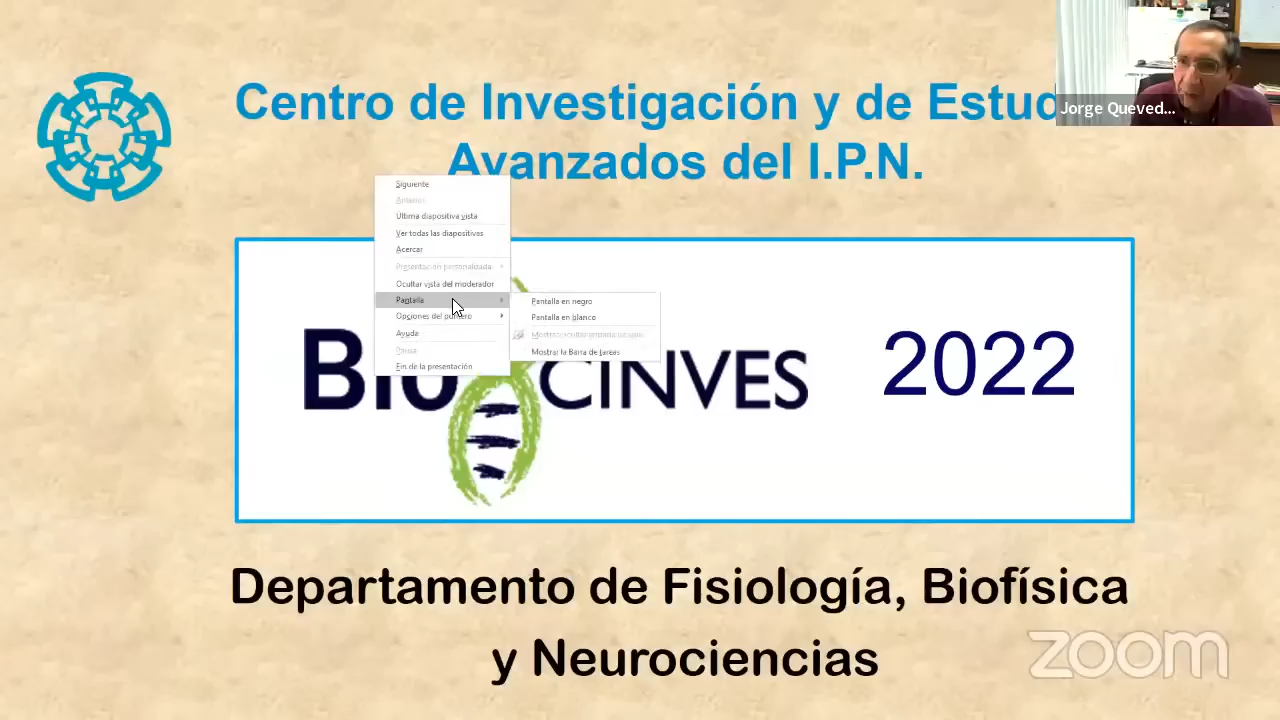 Centro de Investigación y de Estud
Jorge Queved...
Avanzados del I.P.N.
Siguiente
Anterior
Última diapositiva vista
Ver todas las diapositivas
Acercar
Presentación personalizada
Ocultar vista del moderador
Pantalla
Opciones del puntero
Ayuda
Pausa
Fin de la presentación
Pantalla en negro
Pantalla en blanco
Mostrar la Barra de tareas
Bio CINVES
2022
Departamento de Fisiología, Biofísica
y Neurociencias
zoom